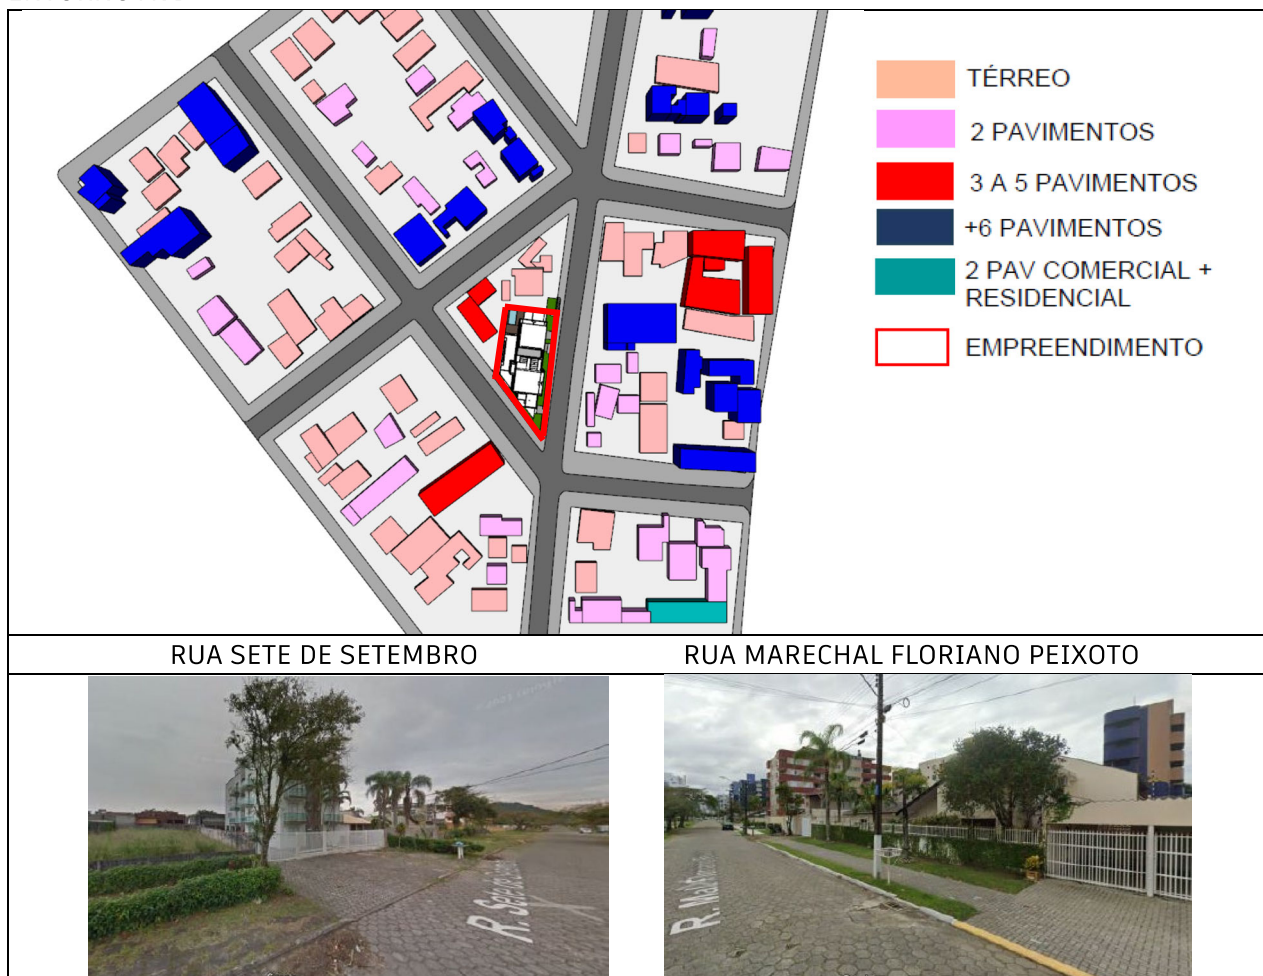 TÉRREO
2 PAVIMENTOS
3 A 5 PAVIMENTOS
+6 PAVIMENTOS
2 PAV COMERCIAL +
RESIDENCIAL
EMPREENDIMENTO
RUA SETE DE SETEMBRO
RUA MARECHAL FLORIANO PEIXOTO